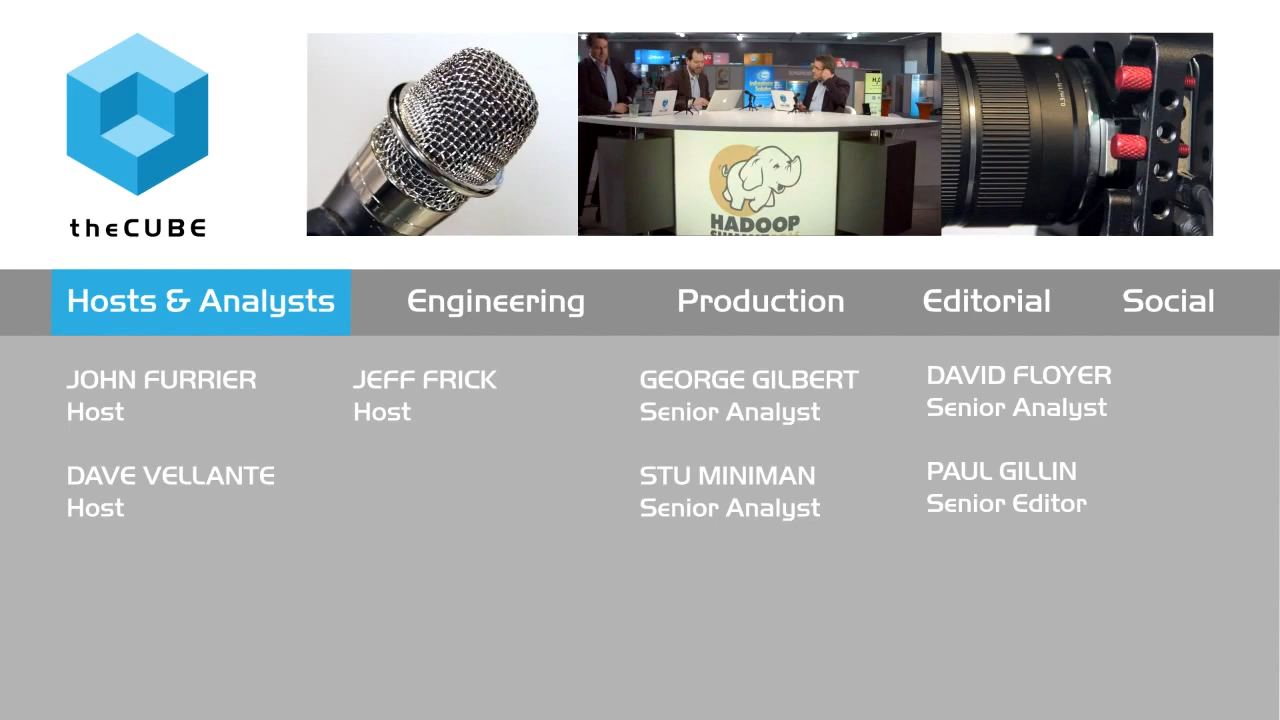 theCUBE
HADOOP
Hosts & Analysts
Engineering
Production
Editorial
Social
JOHN FURRIER
Host
JEFF FRICK
Host
GEORGE GILBERT
Senior Analyst
DAVID FLOYER
Senior Analyst
DAVE VELLANTE
Host
STU MINIMAN
Senior Analyst
PAUL GILLIN
Senior Editor